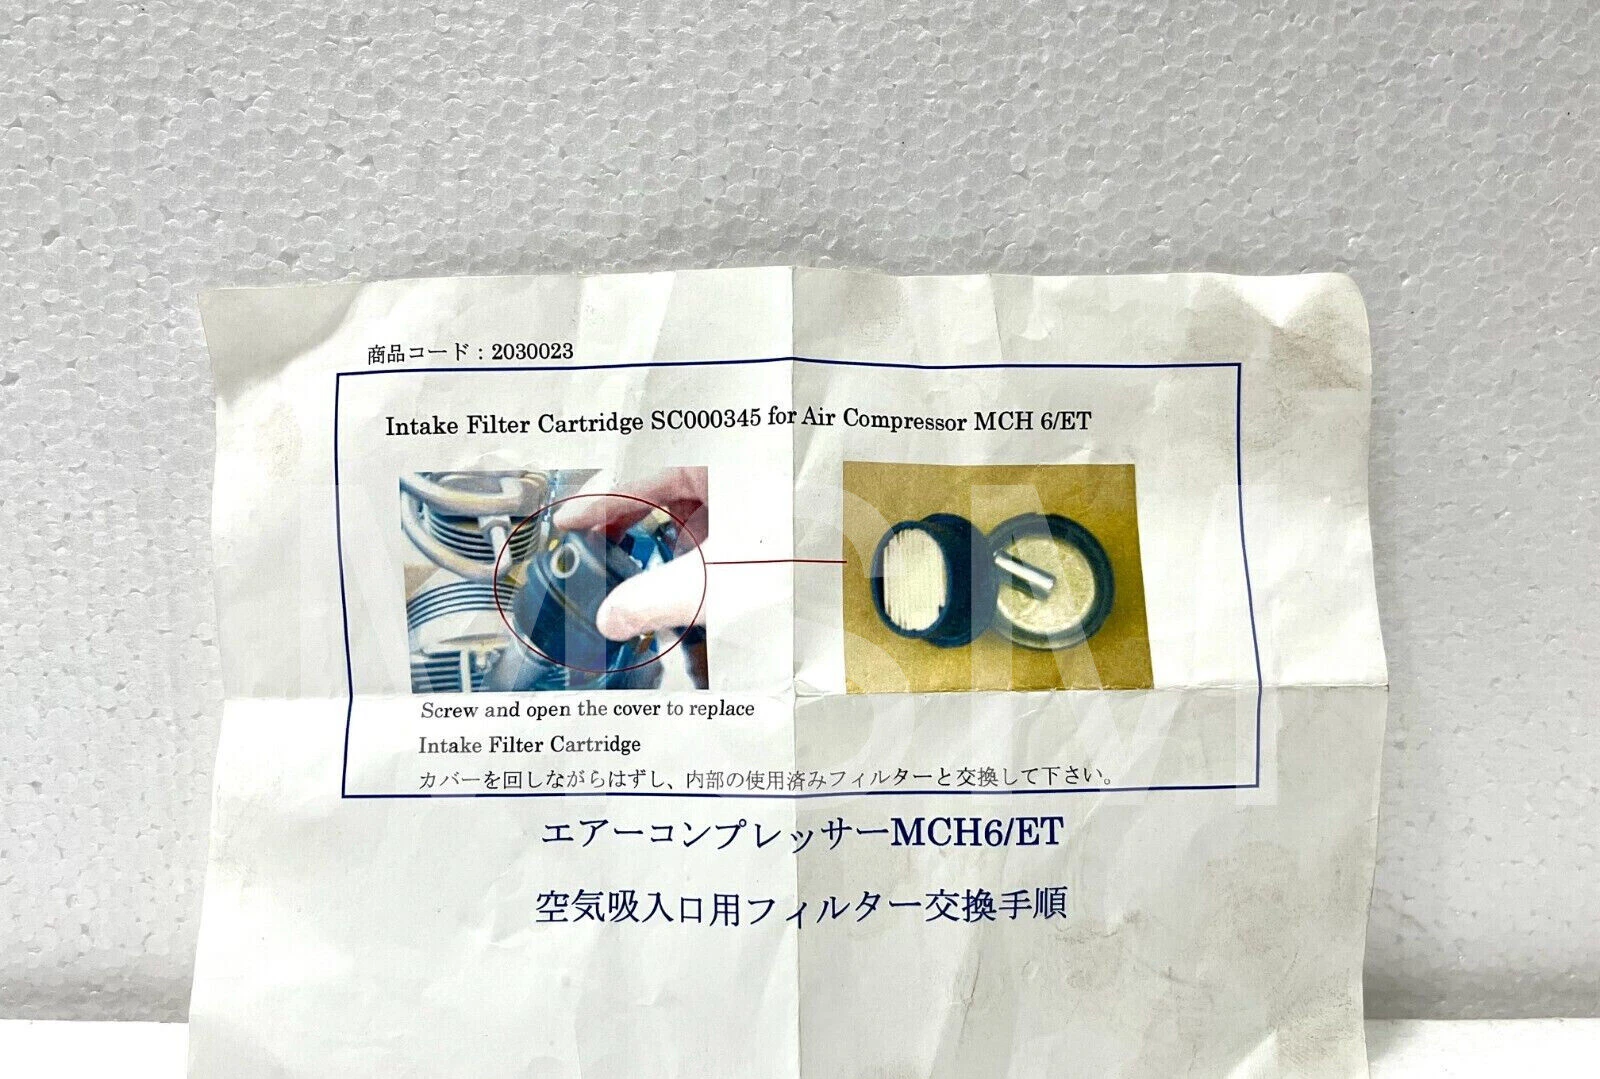 商品コード：2030023
Intake Filter Cartridge SC000345 for Air Compressor MCH 6/ET
Screw and open the cover to replace
Intake Filter Cartridge
カバーを回しながらはずし、内部の使用済みフィルターと交換して下さい。
エアーコンプレッサーMCH6/ET
空気吸入口用フィルター交換手順
MSM